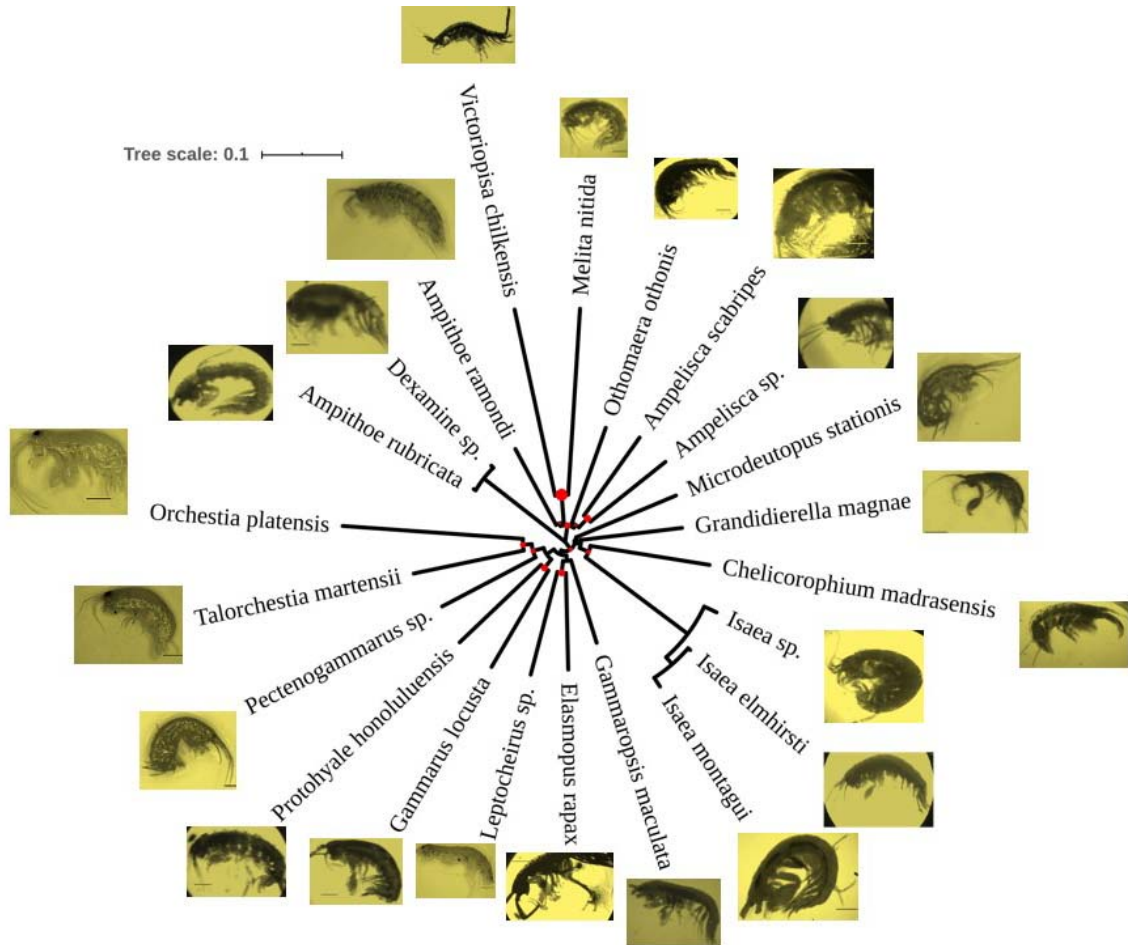 Tree scale: 0.1
Victoriopisa chilkensis
Melita nitida
Othomaera othonis
Ampelisca scabripes
Ampelisca sp.
Microdeutopus stationis
Grandidierella magnae
Chelicorophium madrasensis
Isaea sp.
Isaea elmhirsti
Isaea montagui
Gammaropsis maculata
Elasmopus rapax
Leptocheirus sp.
Gammarus locusta
Protohyale honoluluensis
Pectenogammarus sp.
Talorchestia martensii
Orchestia platensis
Ampithoe rubricata
Dexamine sp.
Ampithoe ramondi